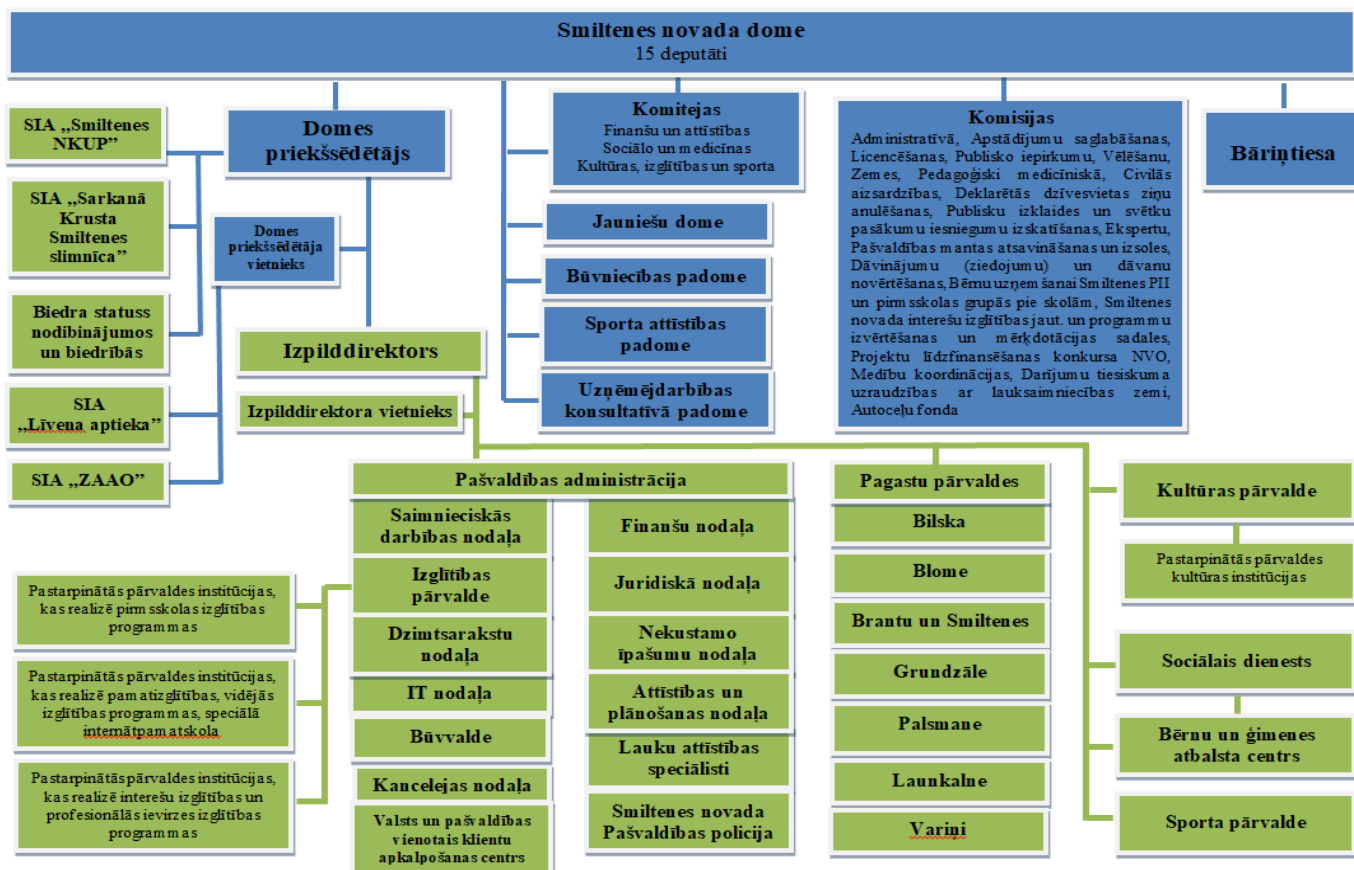 Smiltenes novada dome
15 deputāti
SIA „Smiltenes
NKUP”
SIA „Sarkanā
Krusta
Smiltenes
slimnīca”
Biedra statuss
nodibinājumos
un biedrībās
SIA
„Līvena aptieka”
SIA „ZAAO”
Domes
priekšsēdētājs
Domes
priekšsēdētāja
vietnieks
Izpilddirektors
Izpilddirektora vietnieks
Komitejas
Finanšu un attīstības
Sociālo un medicīnas
Kultūras, izglītības un sporta
Jauniešu dome
Būvniecības padome
Sporta attīstības
padome
Uzņēmējdarbības
konsultatīvā padome
Komisijas
Administratīvā, Apstādījumu saglabāšanas,
Licencēšanas, Publisko iepirkumu, Vēlēšanu,
Zemes, Pedagoģiski medicīniskā, Civilās
aizsardzības, Deklarētās dzīvesvietas ziņu
anulēšanas, Publisku izklaides un svētku
pasākumu iesniegumu izskatīšanas, Ekspertu,
Pašvaldības mantas atsavināšanas un izsoles,
Dāvinājumu (ziedojumu) un dāvanu
novērtēšanas, Bērnu uzņemšanai Smiltenes PII
un pirmsskolas grupās pie skolām, Smiltenes
novada interešu izglītības jaut. un programmu
izvērtēšanas un mērķdotācijas sadales,
Projektu līdzfinansēšanas konkursa NVO,
Medību koordinācijas, Darījumu tiesiskuma
uzraudzības ar lauksaimniecības zemi,
Autoceļu fonda
Bāriņtiesa
Pašvaldības administrācija
Saimnieciskās
darbības nodaļa
Izglītības
pārvalde
Dzimtsarakstu
nodaļa
IT nodaļa
Būvvalde
Kancelejas nodaļa
Valsts un pašvaldības
vienotais klientu
apkalpošanas centrs
Finanšu nodaļa
Juridiskā nodaļa
Nekustamo
īpašumu nodaļa
Attīstības un
plānošanas nodaļa
Lauku attīstības
speciālisti
Smiltenes novada
Pašvaldības policija
Pastarpinātās pārvaldes institūcijas,
kas realizē pirmsskolas izglītības
programmas
Pastarpinātās pārvaldes institūcijas,
kas realizē pamatizglītības, vidējās
izglītības programmas, speciālā
internātpamatskola
Pastarpinātās pārvaldes institūcijas,
kas realizē interešu izglītības un
profesionālās ievirzes izglītības
programmas
Pagastu pārvaldes
Bilska
Blome
Brantu un Smiltenes
Grundzāle
Palsmane
Launkalne
Variņi
Kultūras pārvalde
Pastarpinātās pārvaldes
kultūras institūcijas
Sociālais dienests
Bērnu un ģimenes
atbalsta centrs
Sporta pārvalde